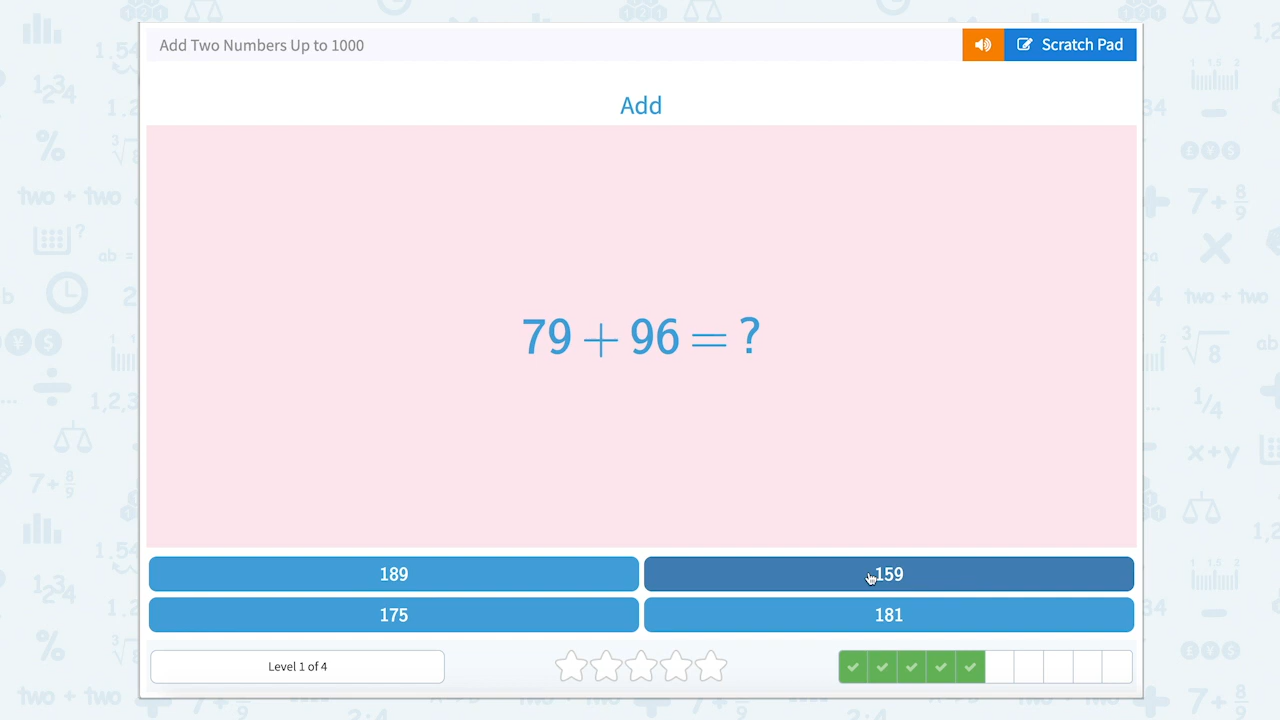 Add Two Numbers Up to 1000
Scratch Pad
Add
79 + 96 = ?
189
159
175
181
Level 1 of 4